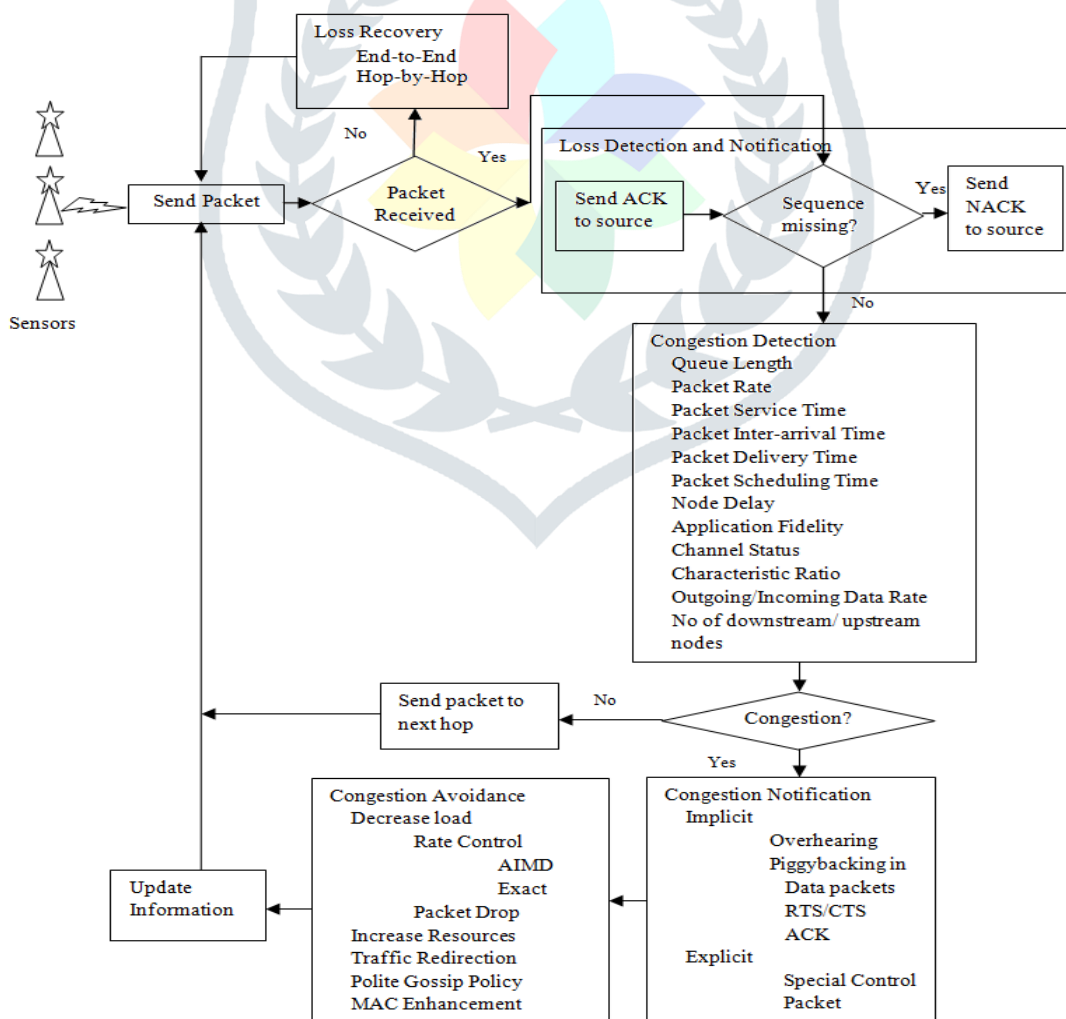 Loss Recovery
End-to-End
Hop-by-Hop
No
Yes
Sensors
Send Packet
Packet
Received
Loss Detection and Notification
Send ACK
to source
Sequence
missing?
Yes
Send
NACK
to source
No
Congestion Detection
Queue Length
Packet Rate
Packet Service Time
Packet Inter-arrival Time
Packet Delivery Time
Packet Scheduling Time
Node Delay
Application Fidelity
Channel Status
Characteristic Ratio
Outgoing/Incoming Data Rate
No of downstream/ upstream
nodes
Congestion?
No
Send packet to
next hop
Yes
Congestion Notification
Implicit
Overhearing
Piggybacking in
Data packets
RTS/CTS
ACK
Explicit
Special Control
Packet
Congestion Avoidance
Decrease load
Rate Control
AIMD
Exact
Packet Drop
Increase Resources
Traffic Redirection
Polite Gossip Policy
MAC Enhancement
Update
Information